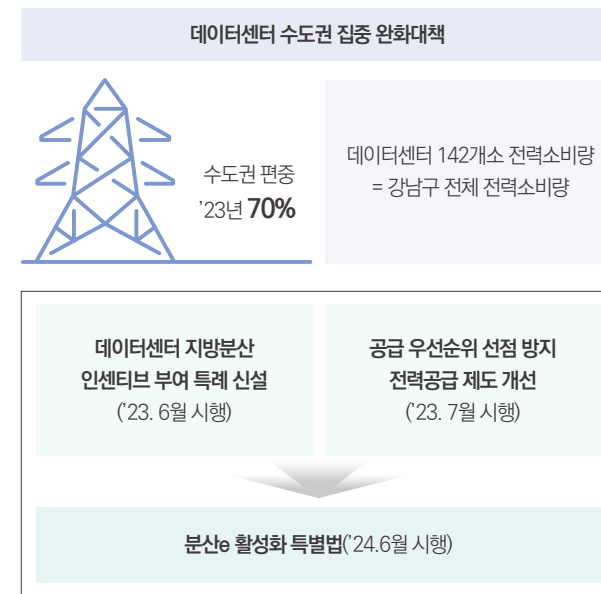 데이터센터 수도권 집중 완화대책
수도권 편중
’23년 70%
데이터센터 142개소 전력소비량
= 강남구 전체 전력소비량
데이터센터 지방분산
인센티브 부여 특례 신설
(’23. 6월 시행)
공급 우선순위 선점 방지
전력공급 제도 개선
(’23. 7월 시행)
분산e 활성화 특별법(’24.6월 시행)